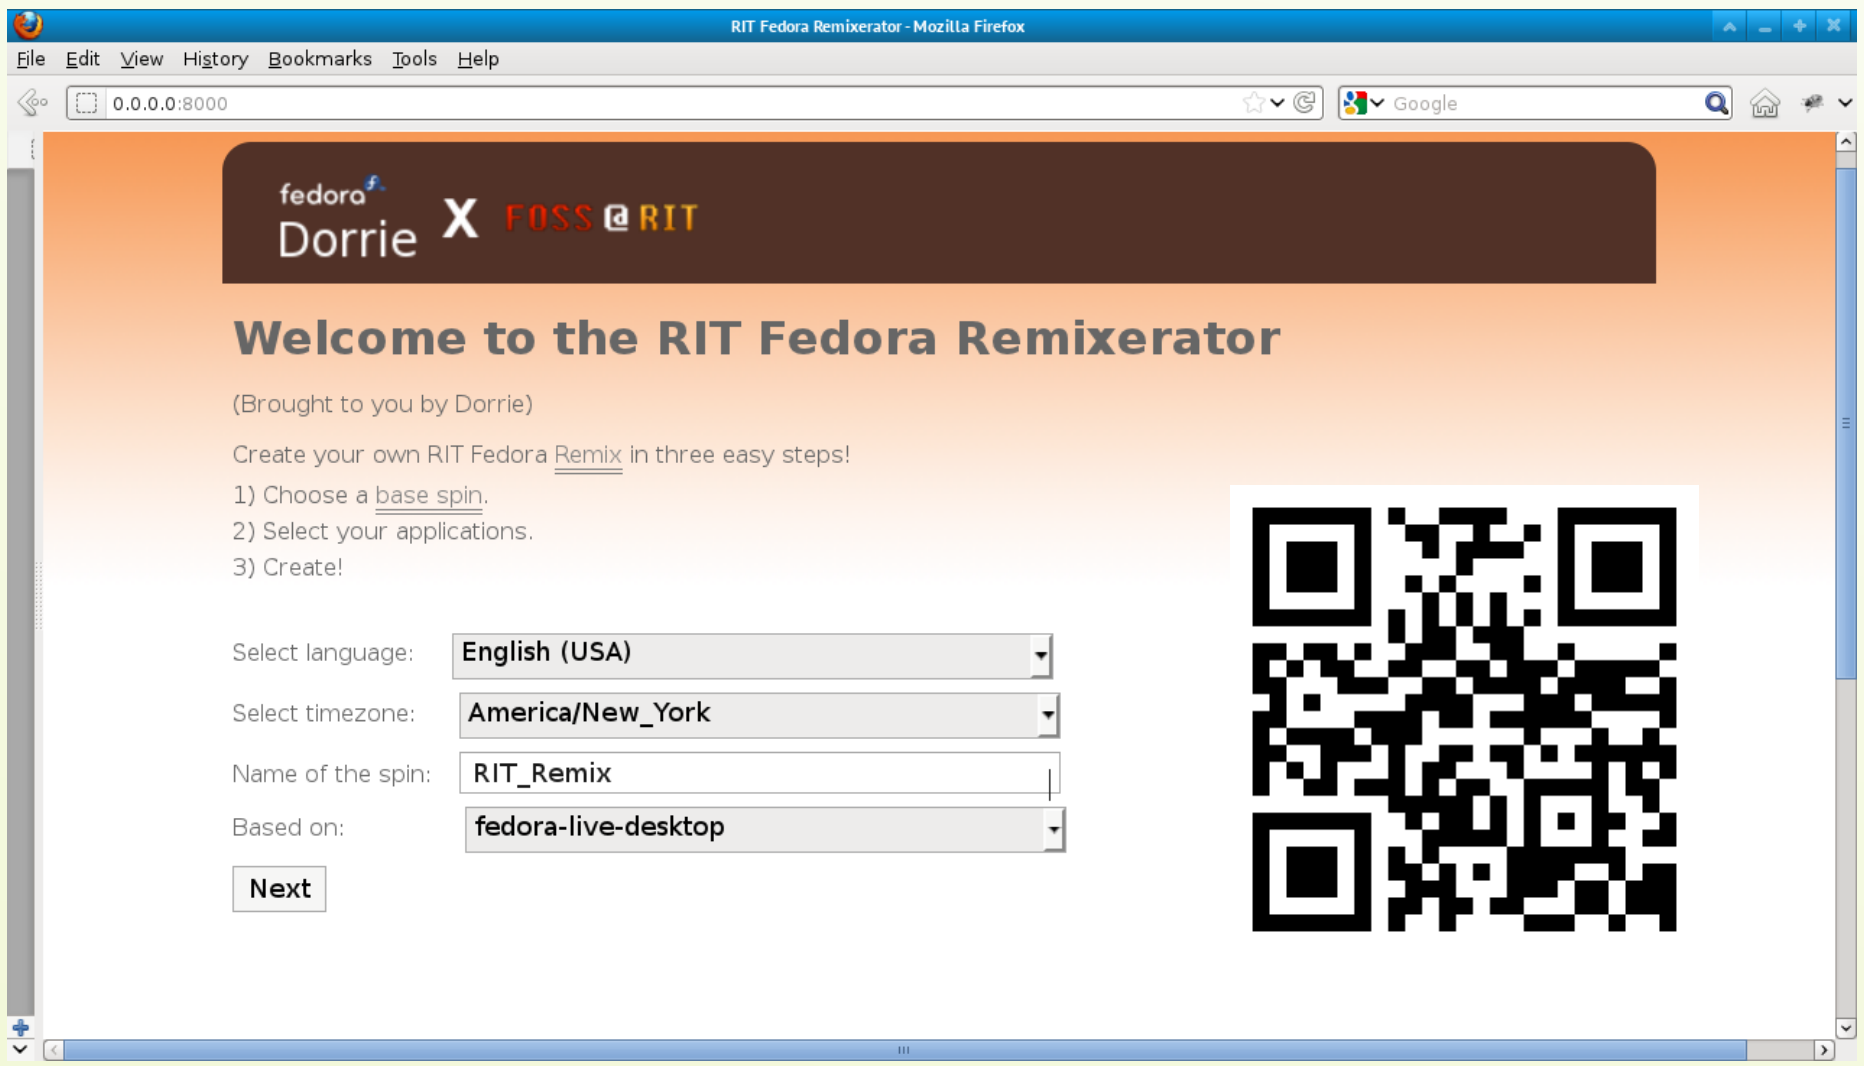 RIT Fedora Remixerator - Mozilla Firefox
File Edit View History Bookmarks Tools Help
0.0.0.0:8000
Google
fedora
Dorrie X FOSS @ RIT
Welcome to the RIT Fedora Remixerator
(Brought to you by Dorrie)
Create your own RIT Fedora Remix in three easy steps!
1) Choose a base spin.
2) Select your applications.
3) Create!
Select language: English (USA)
Select timezone: America/New_York
Name of the spin: RIT_Remix
Based on: fedora-live-desktop
Next